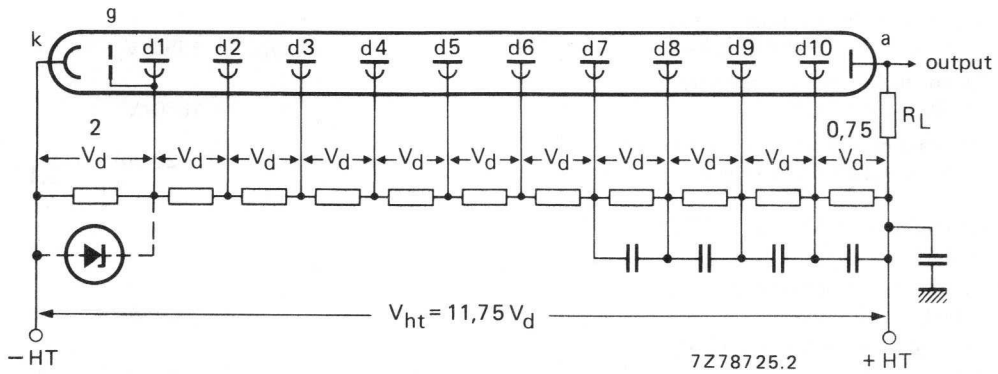 g
k d1 d2 d3 d4 d5 d6 d7 d8 d9 d10 a
output
R_L
2 0,75
V_d V_d V_d V_d V_d V_d V_d V_d V_d V_d V_d
V_ht = 11,75 V_d
− HT 7Z78725.2 + HT